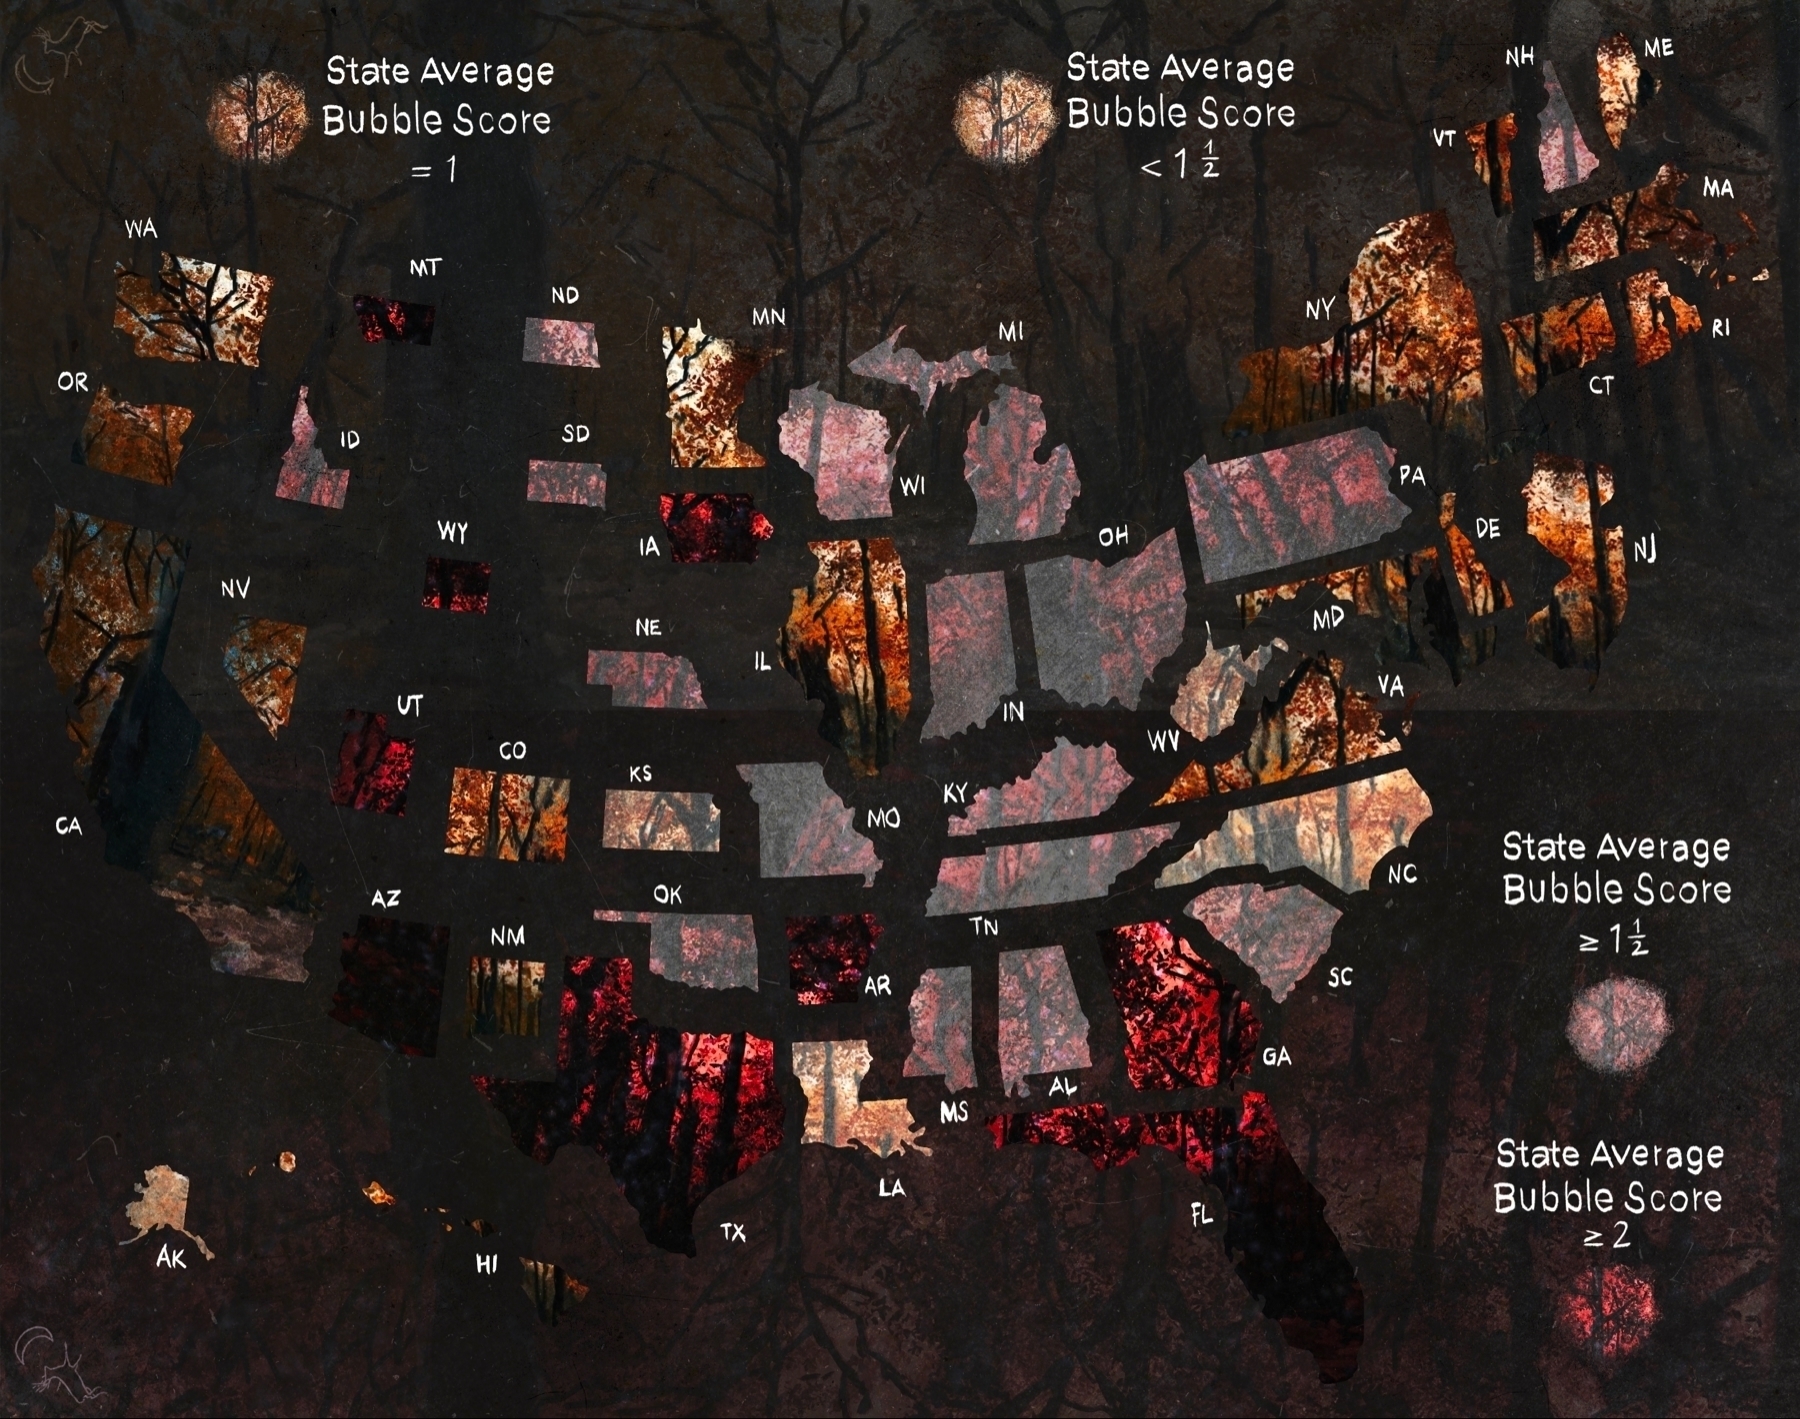 State Average
Bubble Score
= 1
State Average
Bubble Score
< 1 1/2
NH
ME
VT
MA
WA
MT
ND
MN
MI
NY
RI
OR
CT
ID
SD
WI
PA
WY
IA
OH
DE
NJ
NV
NE
IL
MD
UT
IN
VA
CO
KS
WV
CA
KY
MO
State Average
Bubble Score
≥ 1 1/2
AZ
OK
NC
NM
TN
AR
SC
GA
AL
MS
State Average
Bubble Score
≥ 2
LA
FL
TX
AK
HI